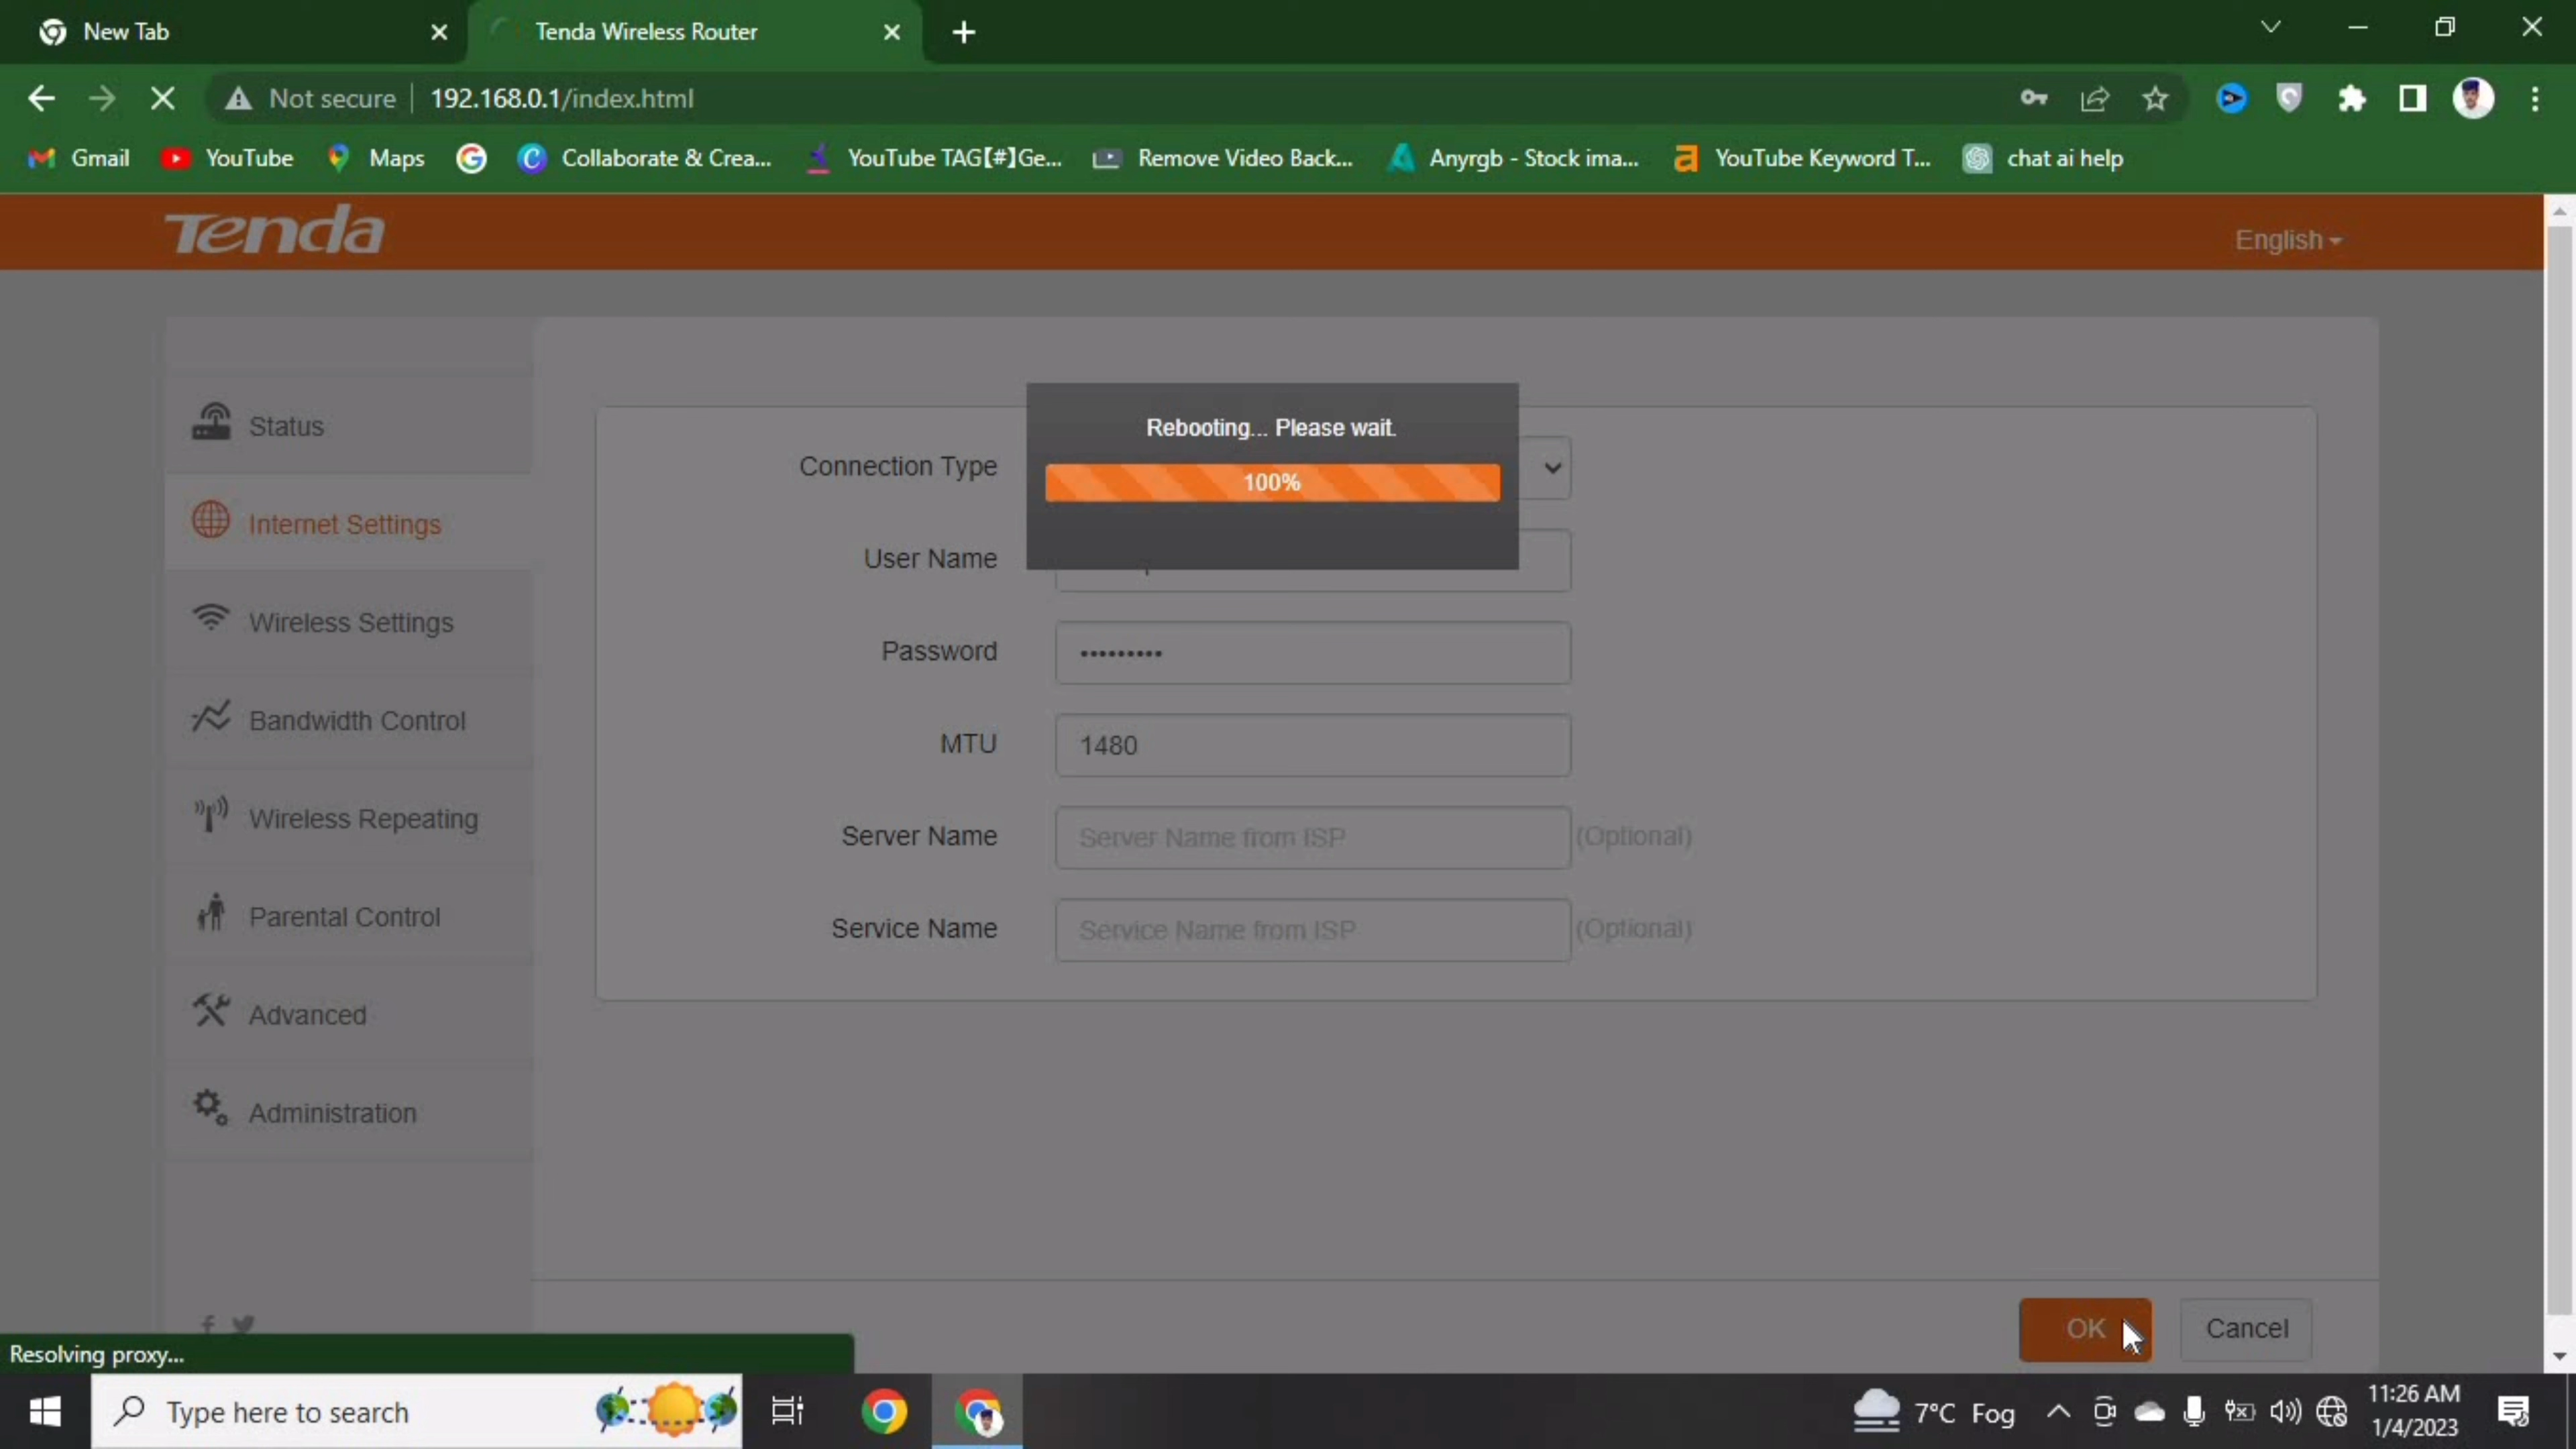 New Tab
Tenda Wireless Router
Not secure
192.168.0.1/index.html
Gmail
YouTube
Maps
Collaborate & Crea...
YouTube TAG【#】Ge...
Remove Video Back...
Anyrgb - Stock ima...
YouTube Keyword T...
chat ai help
Tenda
English
Status
Internet Settings
Wireless Settings
Bandwidth Control
Wireless Repeating
Parental Control
Advanced
Administration
Rebooting... Please wait.
100%
Connection Type
User Name
Password
•••••••••
MTU
1480
Server Name
Server Name from ISP
(Optional)
Service Name
Service Name from ISP
(Optional)
OK
Cancel
Resolving proxy...
Type here to search
7°C Fog
11:26 AM
1/4/2023